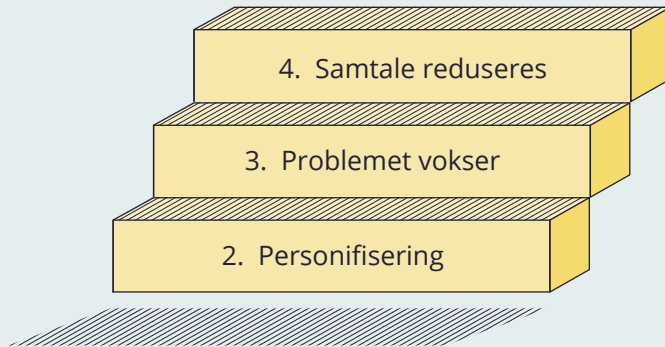 4. Samtale reduseres
3. Problemet vokser
2. Personifisering